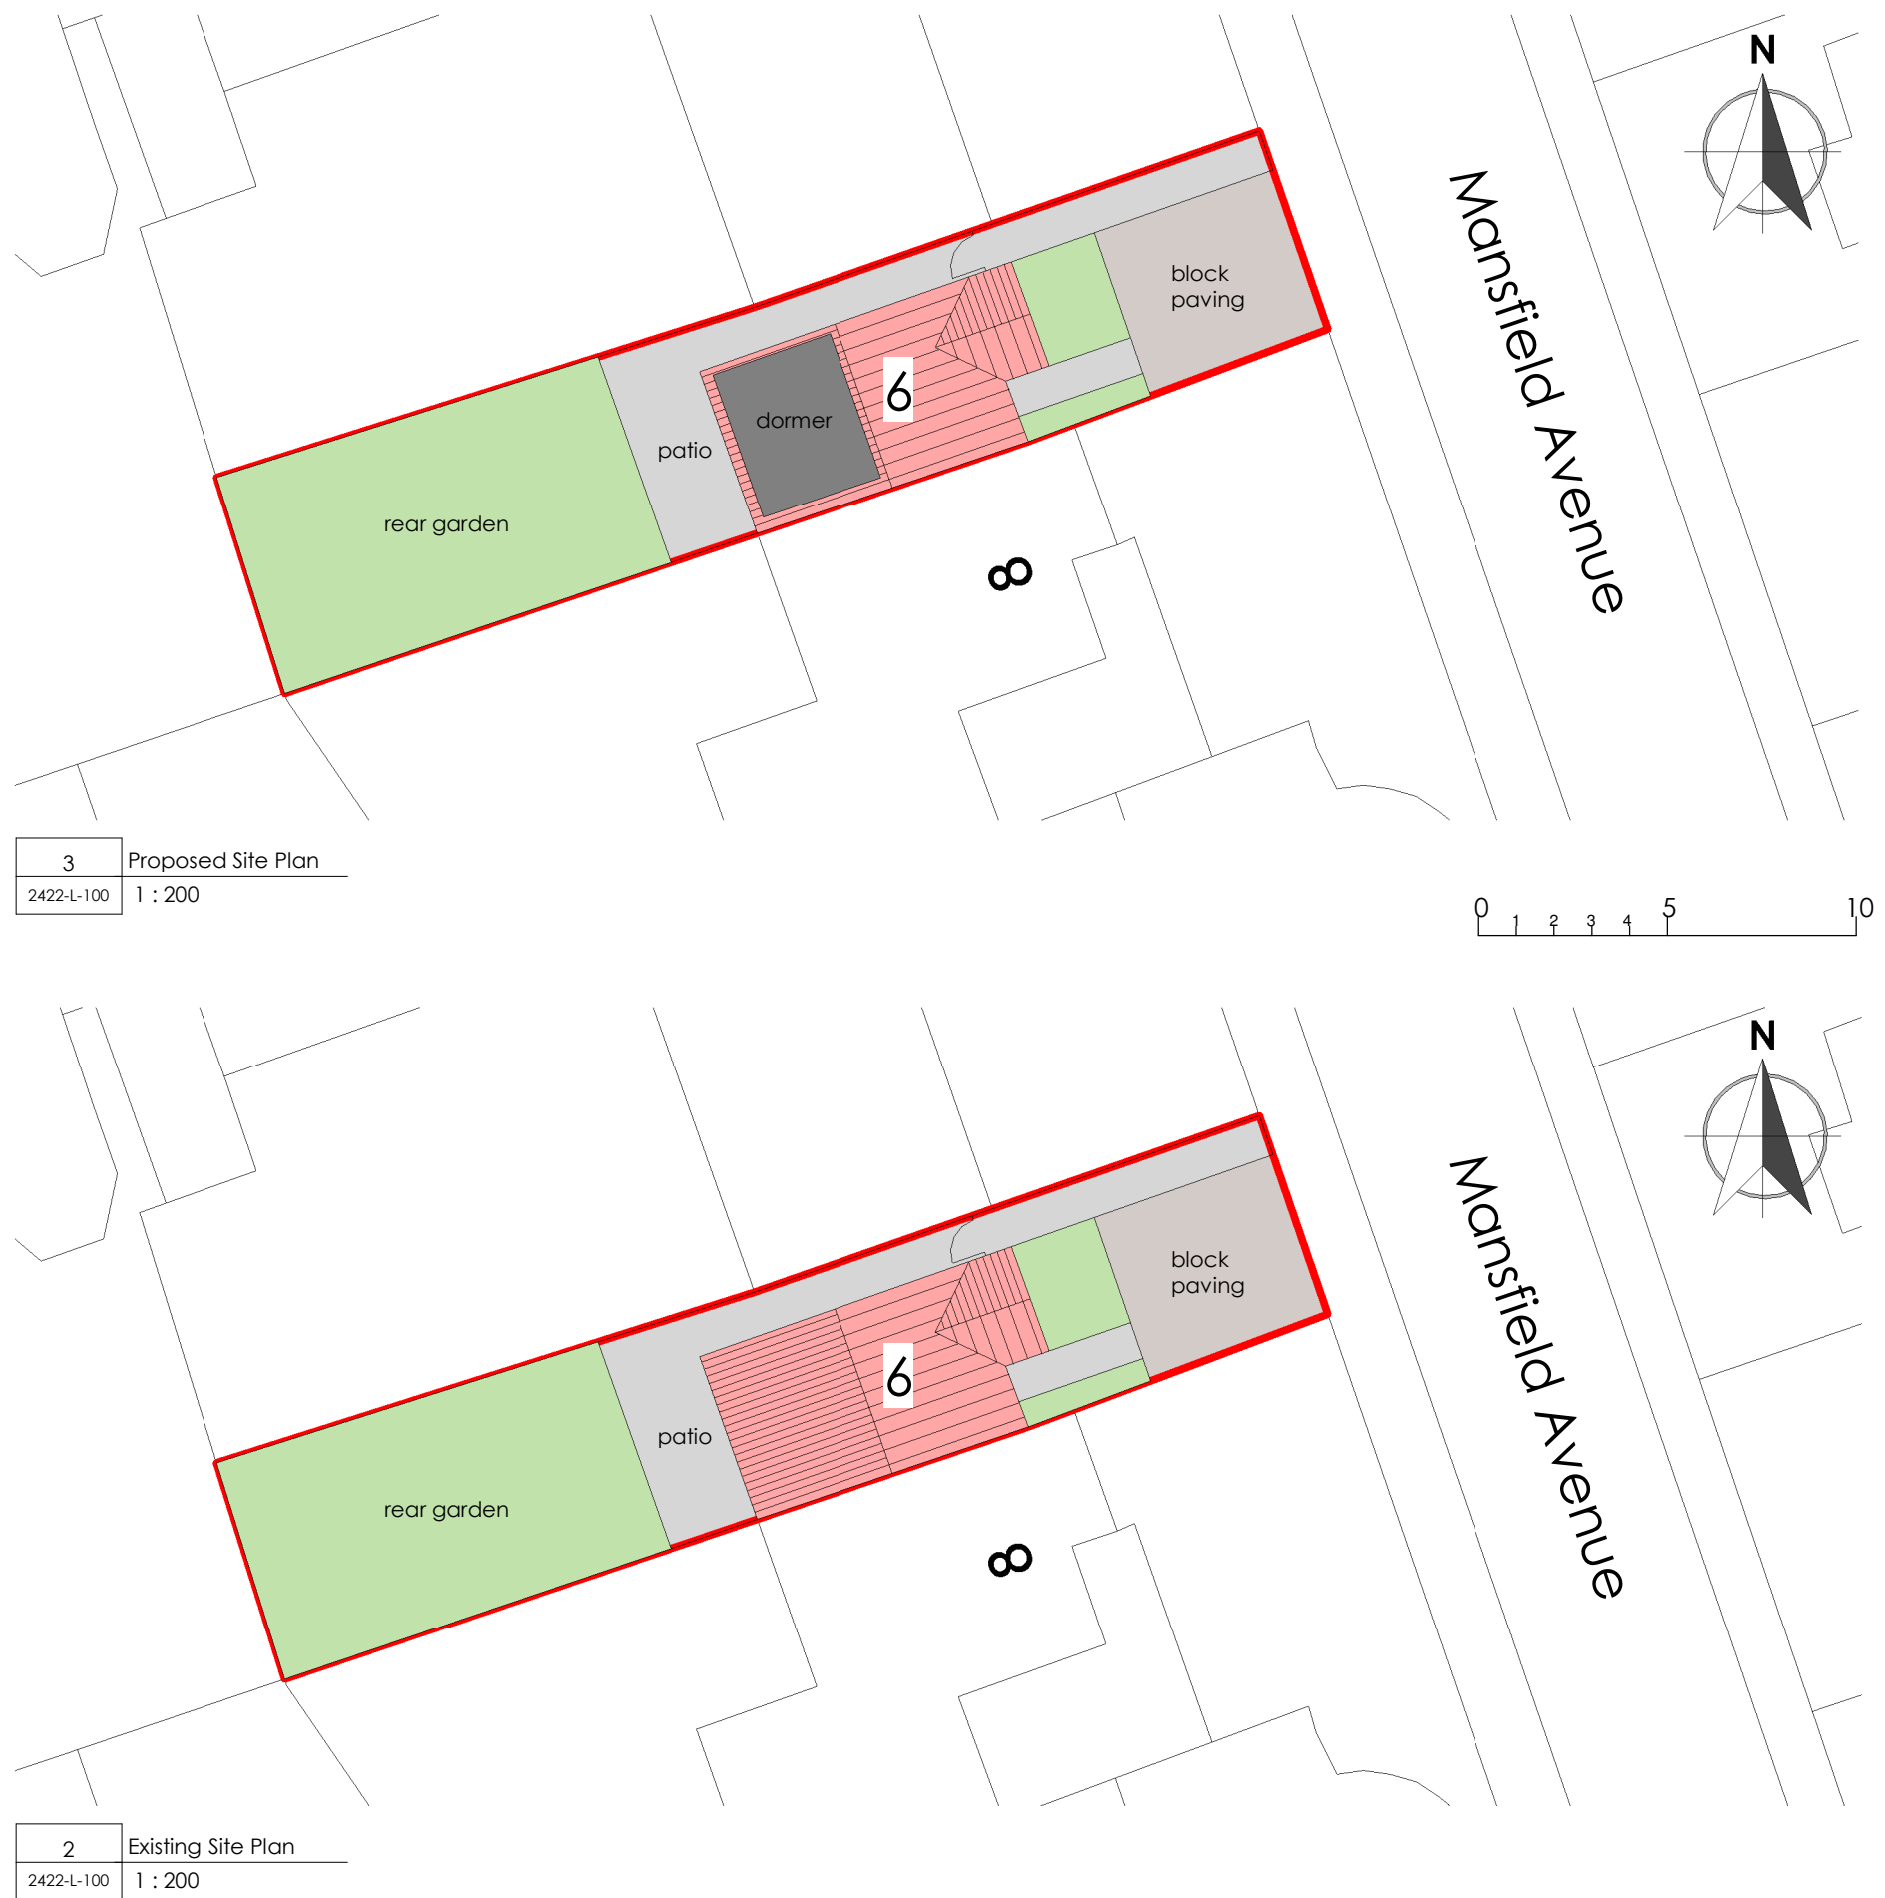 N
Mansfield Avenue
block
paving
6
dormer
patio
rear garden
8
3
Proposed Site Plan
2422-L-100
1 : 200
0 1 2 3 4 5 10
N
Mansfield Avenue
block
paving
6
patio
rear garden
8
2
Existing Site Plan
2422-L-100
1 : 200